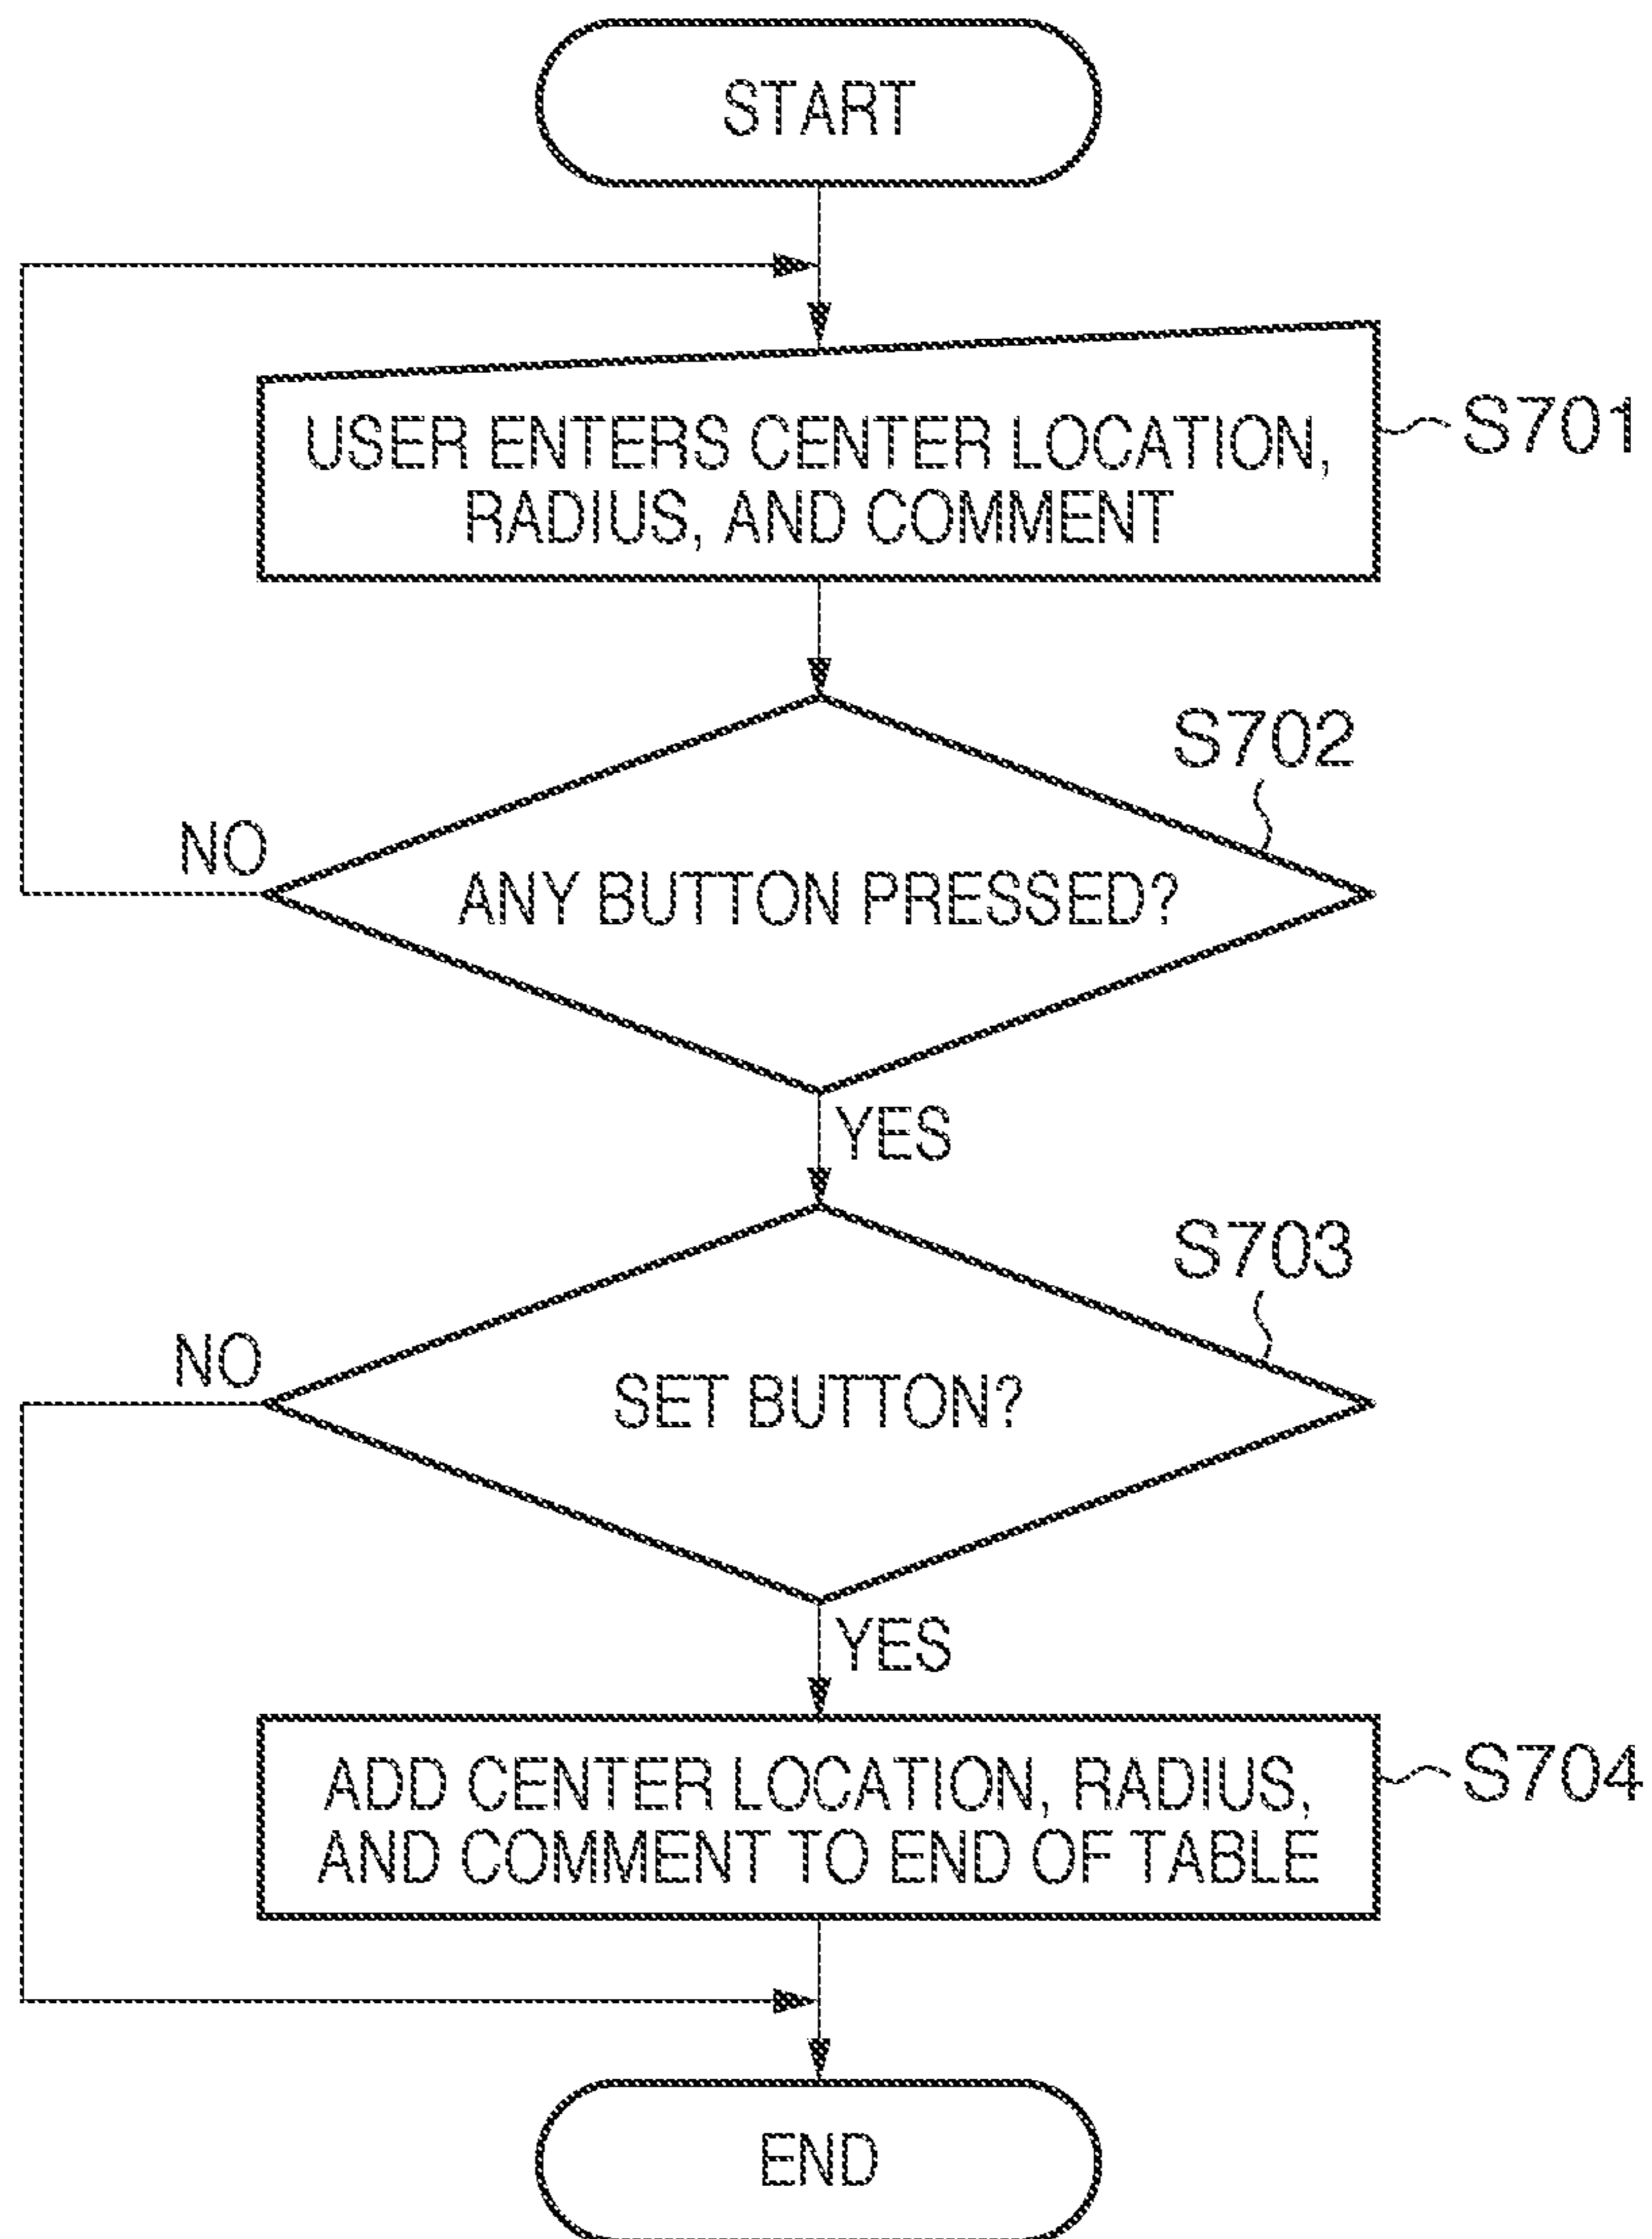 START
USER ENTERS CENTER LOCATION,
RADIUS, AND COMMENT
S701
S702
NO
ANY BUTTON PRESSED?
YES
S703
NO
SET BUTTON?
YES
ADD CENTER LOCATION, RADIUS,
AND COMMENT TO END OF TABLE
S704
END